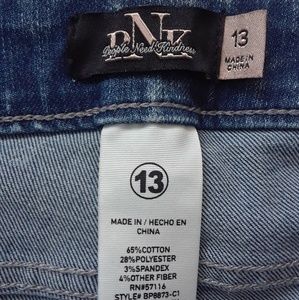 PNK
People Need Kindness
13
MADE IN
CHINA
13
MADE IN / HECHO EN
CHINA
65%COTTON
28%POLYESTER
3%SPANDEX
4%OTHER FIBER
RN#57116
STYLE# BP8873-C1